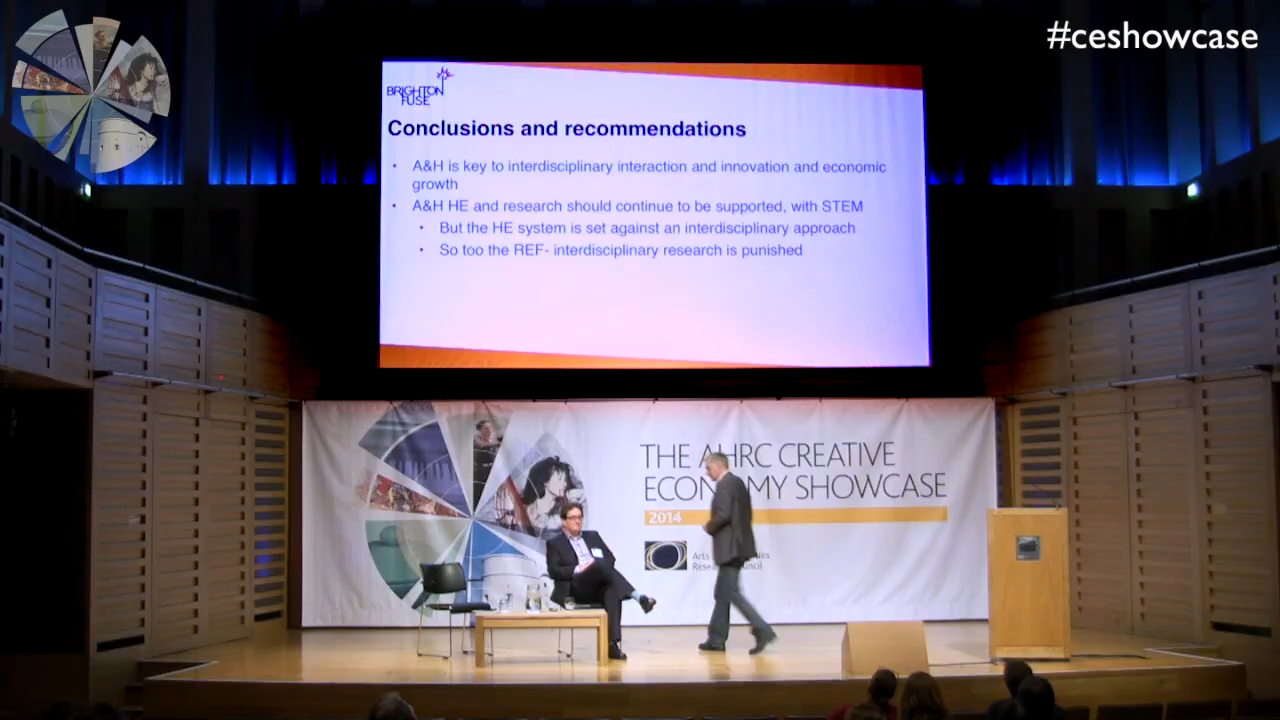 #ceshowcase
BRIGHTON
FUSE
Conclusions and recommendations
• A&H is key to interdisciplinary interaction and innovation and economic
growth
• A&H HE and research should continue to be supported, with STEM
• But the HE system is set against an interdisciplinary approach
• So too the REF- interdisciplinary research is punished
THE AHRC CREATIVE
ECONOMY SHOWCASE
2014
Arts
Council